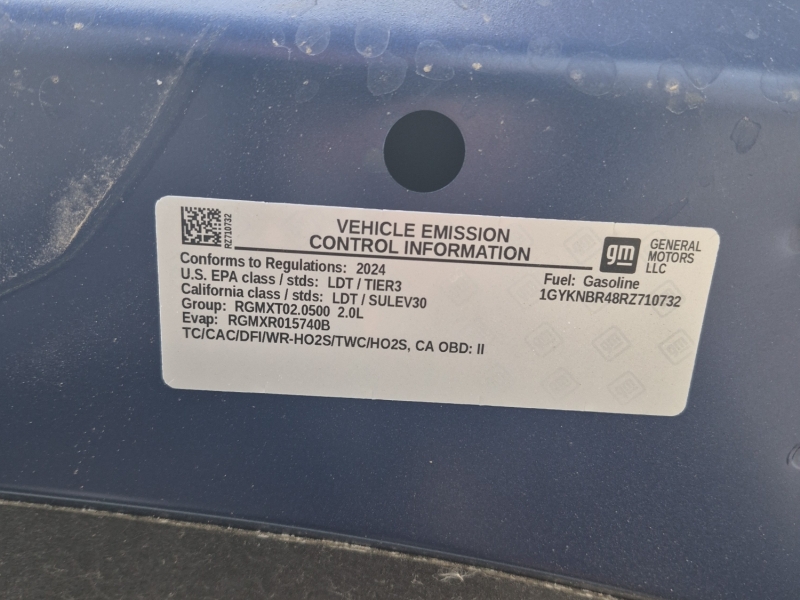 RZ710732
VEHICLE EMISSION
CONTROL INFORMATION
gm
GENERAL
MOTORS
LLC
Conforms to Regulations: 2024
U.S. EPA class / stds: LDT / TIER3
California class / stds: LDT / SULEV30
Group: RGMXT02.0500 2.0L
Evap: RGMXR015740B
TC/CAC/DFI/WR-HO2S/TWC/HO2S, CA OBD: II
Fuel: Gasoline
1GYKNBR48RZ710732